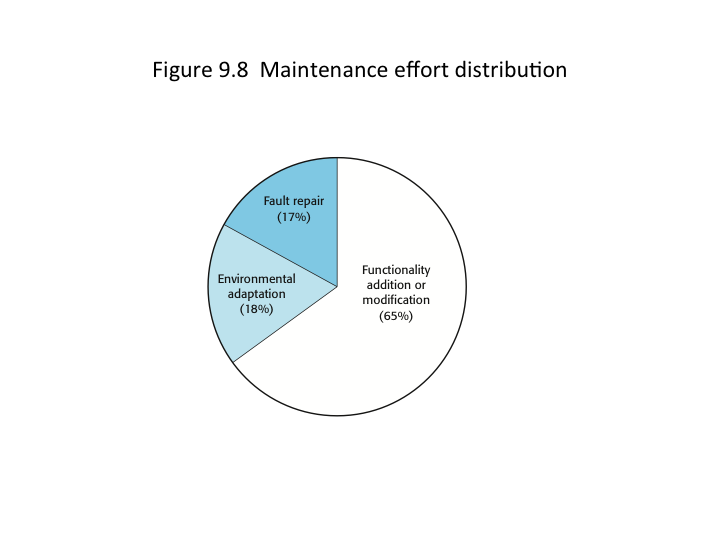 Figure 9.8  Maintenance effort distribution
Fault repair
(17%)
Functionality
addition or
modification
(65%)
Environmental
adaptation
(18%)